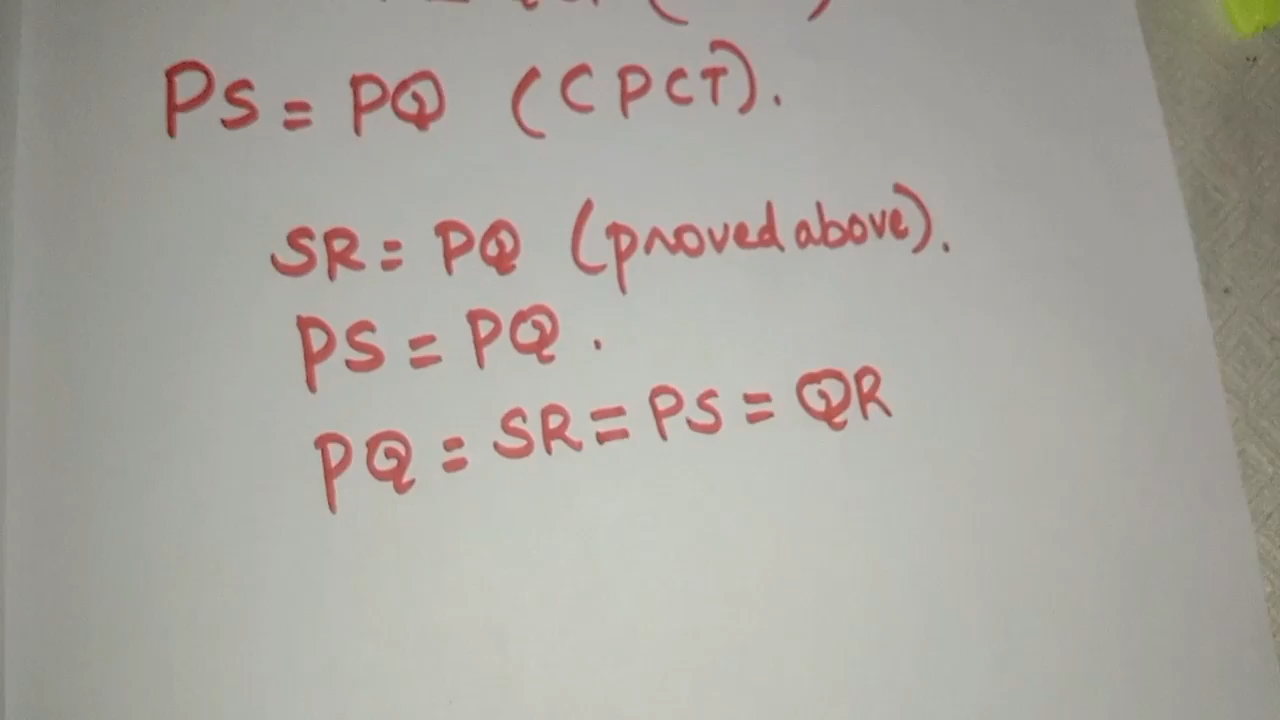 PS = PQ (CPCT).
SR = PQ (proved above).
PS = PQ.
PQ = SR = PS = QR